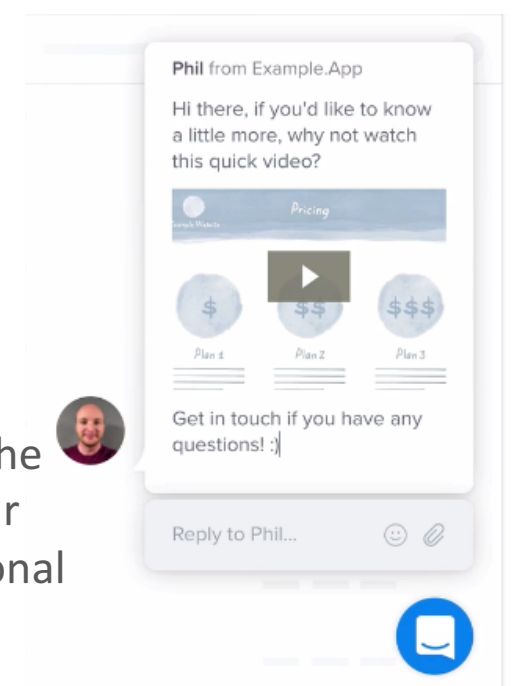 Phil from Example.App
Hi there, if you'd like to know
a little more, why not watch
this quick video?
Pricing
Example Website
$
$$
$$$
Plan 1
Plan 2
Plan 3
Get in touch if you have any
questions! :)
he
r
onal
Reply to Phil...